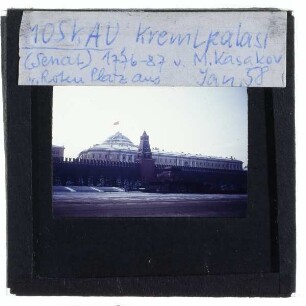 MOSKAU Kremlpalast
(Senat) 1776-87 v. M. Kasakov
v. Roten Platz aus Jan. 58